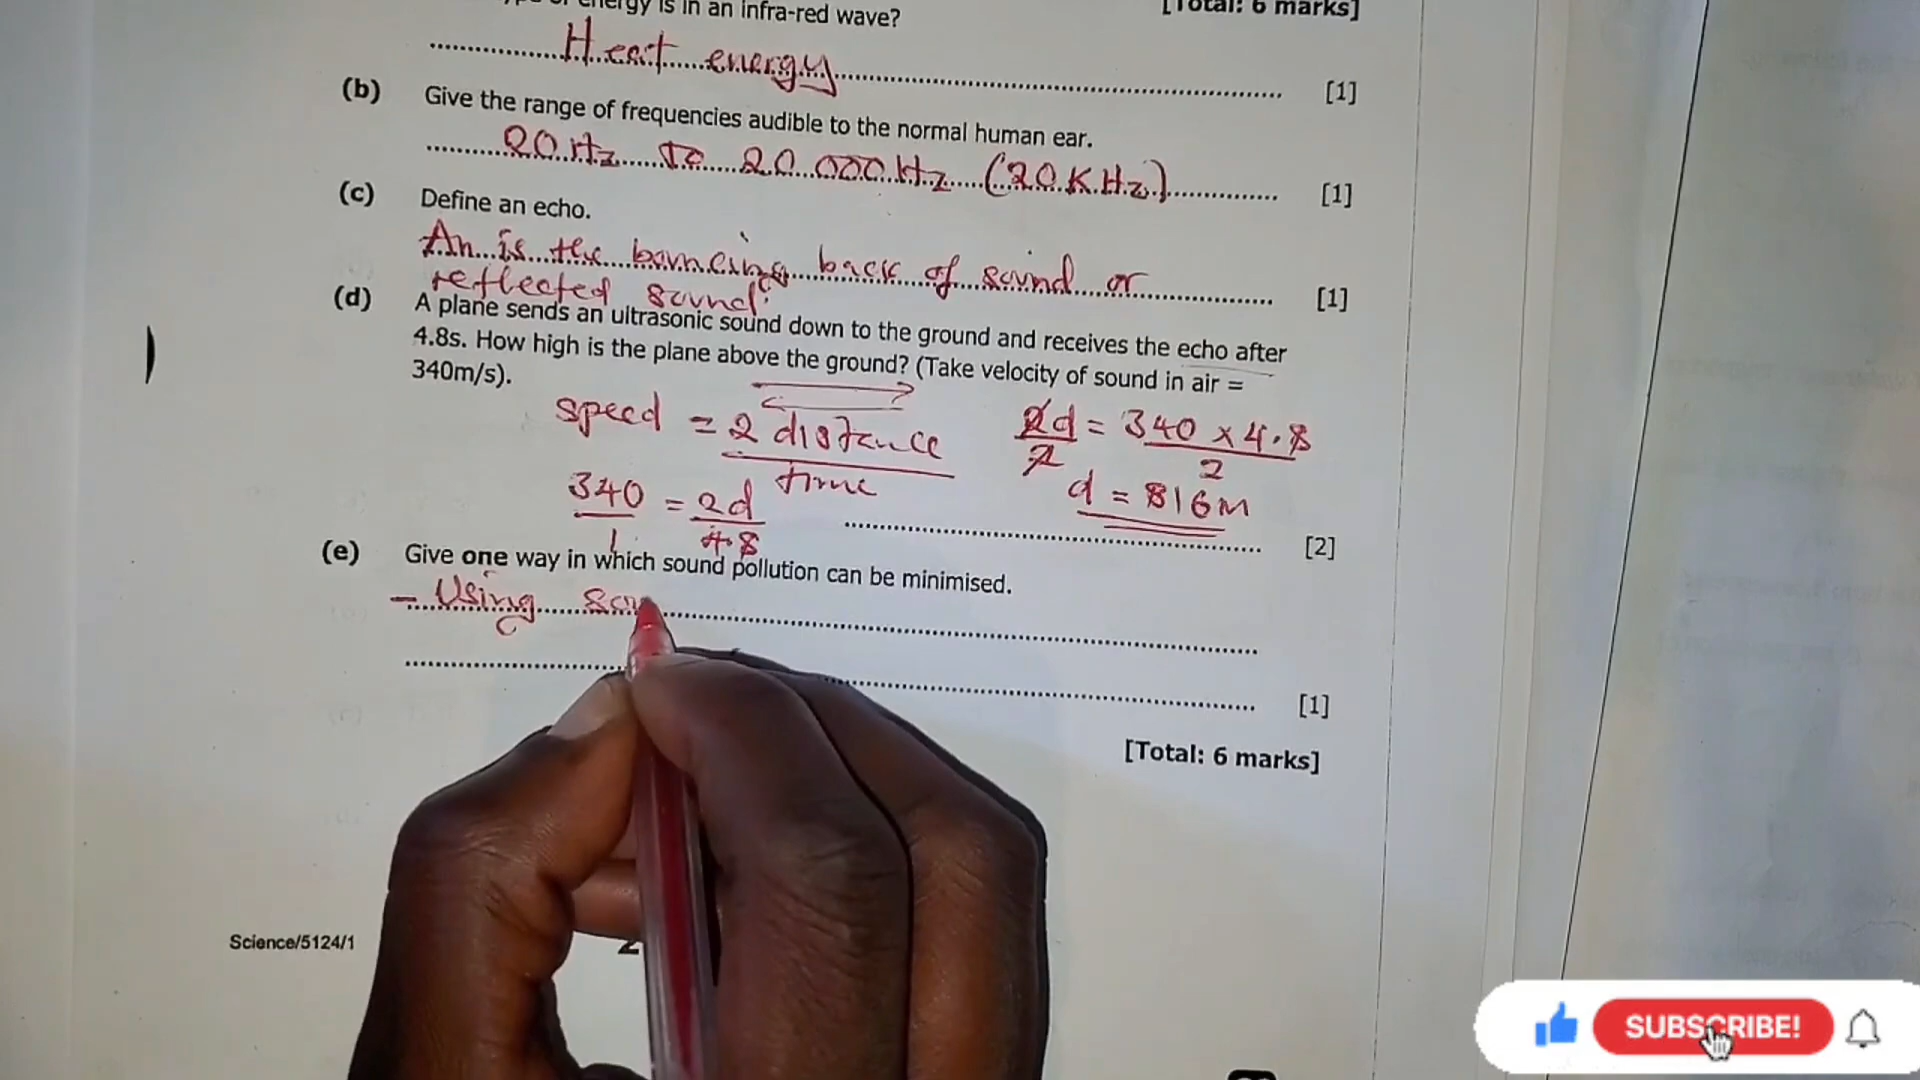 energy is in an infra-red wave?
[Total: 6 marks]
Heat energy
[1]
(b) Give the range of frequencies audible to the normal human ear.
20 Hz to 20 000 Hz (20 KHz)
[1]
(c) Define an echo.
An is the bouncing back of sound or
reflected sound.
[1]
(d) A plane sends an ultrasonic sound down to the ground and receives the echo after
4.8s. How high is the plane above the ground? (Take velocity of sound in air =
340m/s).
speed = 2 distance
time
340/1 = 2d/4.8
2d/2 = 340 x 4.8/2
d = 816m
[2]
(e) Give one way in which sound pollution can be minimised.
- Using sou
[1]
[Total: 6 marks]
Science/5124/1
2
SUBSCRIBE!